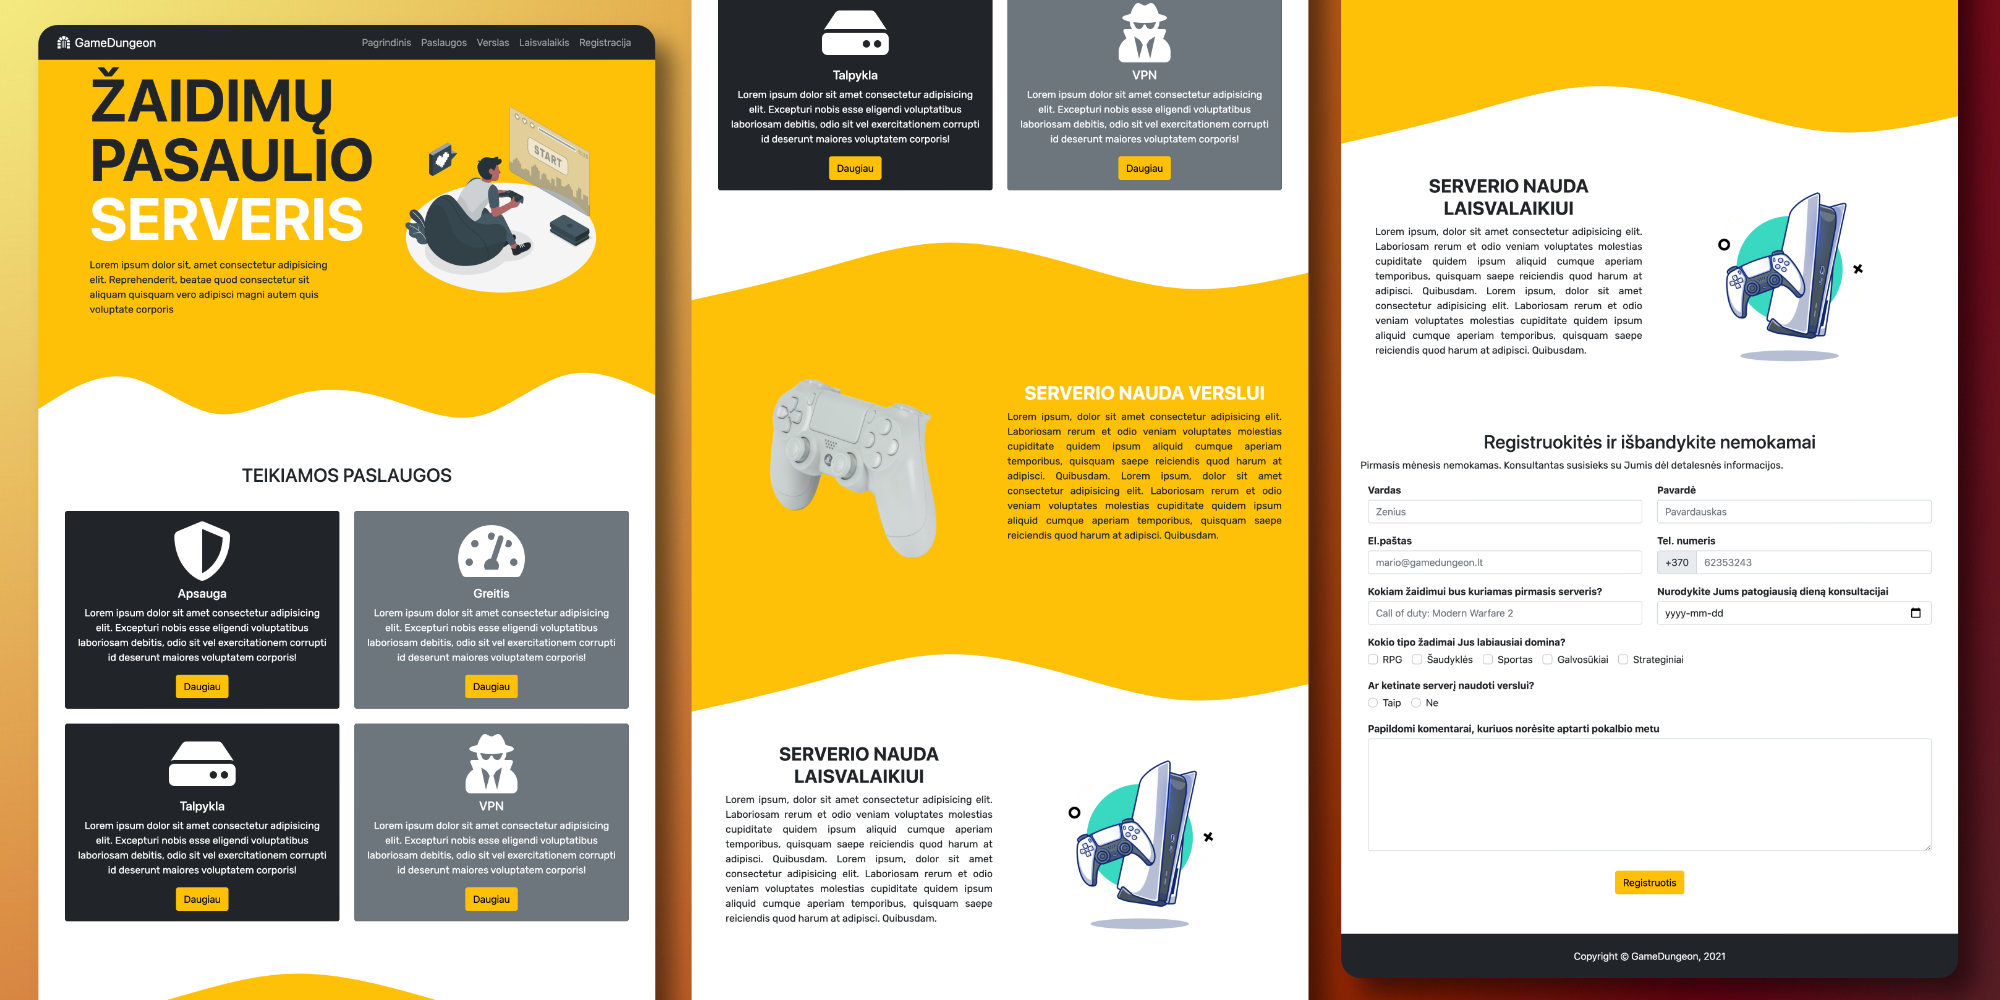 GameDungeon
Pagrindinis Paslaugos Verslas Laisvalaikis Registracija
ŽAIDIMŲ
PASAULIO
SERVERIS
START
Lorem ipsum dolor sit, amet consectetur adipisicing
elit. Reprehenderit, beatae quod consectetur sit
aliquam quisquam vero adipisci magni autem quis
voluptate corporis
TEIKIAMOS PASLAUGOS
Apsauga
Lorem ipsum dolor sit amet consectetur adipisicing
elit. Excepturi nobis esse eligendi voluptatibus
laboriosam debitis, odio sit vel exercitationem corrupti
id deserunt maiores voluptatem corporis!
Daugiau
Greitis
Lorem ipsum dolor sit amet consectetur adipisicing
elit. Excepturi nobis esse eligendi voluptatibus
laboriosam debitis, odio sit vel exercitationem corrupti
id deserunt maiores voluptatem corporis!
Daugiau
Talpykla
Lorem ipsum dolor sit amet consectetur adipisicing
elit. Excepturi nobis esse eligendi voluptatibus
laboriosam debitis, odio sit vel exercitationem corrupti
id deserunt maiores voluptatem corporis!
Daugiau
VPN
Lorem ipsum dolor sit amet consectetur adipisicing
elit. Excepturi nobis esse eligendi voluptatibus
laboriosam debitis, odio sit vel exercitationem corrupti
id deserunt maiores voluptatem corporis!
Daugiau
Talpykla
Lorem ipsum dolor sit amet consectetur adipisicing
elit. Excepturi nobis esse eligendi voluptatibus
laboriosam debitis, odio sit vel exercitationem corrupti
id deserunt maiores voluptatem corporis!
Daugiau
VPN
Lorem ipsum dolor sit amet consectetur adipisicing
elit. Excepturi nobis esse eligendi voluptatibus
laboriosam debitis, odio sit vel exercitationem corrupti
id deserunt maiores voluptatem corporis!
Daugiau
SERVERIO NAUDA VERSLUI
Lorem ipsum, dolor sit amet consectetur adipisicing elit.
Laboriosam rerum et odio veniam voluptates molestias
cupiditate quidem ipsum aliquid cumque aperiam
temporibus, quisquam saepe reiciendis quod harum at
adipisci. Quibusdam. Lorem ipsum, dolor sit amet
consectetur adipisicing elit. Laboriosam rerum et odio
veniam voluptates molestias cupiditate quidem ipsum
aliquid cumque aperiam temporibus, quisquam saepe
reiciendis quod harum at adipisci. Quibusdam.
SERVERIO NAUDA
LAISVALAIKIUI
Lorem ipsum, dolor sit amet consectetur adipisicing elit.
Laboriosam rerum et odio veniam voluptates molestias
cupiditate quidem ipsum aliquid cumque aperiam
temporibus, quisquam saepe reiciendis quod harum at
adipisci. Quibusdam. Lorem ipsum, dolor sit amet
consectetur adipisicing elit. Laboriosam rerum et odio
veniam voluptates molestias cupiditate quidem ipsum
aliquid cumque aperiam temporibus, quisquam saepe
reiciendis quod harum at adipisci. Quibusdam.
SERVERIO NAUDA
LAISVALAIKIUI
Lorem ipsum, dolor sit amet consectetur adipisicing elit.
Laboriosam rerum et odio veniam voluptates molestias
cupiditate quidem ipsum aliquid cumque aperiam
temporibus, quisquam saepe reiciendis quod harum at
adipisci. Quibusdam. Lorem ipsum, dolor sit amet
consectetur adipisicing elit. Laboriosam rerum et odio
veniam voluptates molestias cupiditate quidem ipsum
aliquid cumque aperiam temporibus, quisquam saepe
reiciendis quod harum at adipisci. Quibusdam.
Registruokitės ir išbandykite nemokamai
Pirmasis mėnesis nemokamas. Konsultantas susisieks su Jumis dėl detalesnės informacijos.
Vardas
Zenius
Pavardė
Pavardauskas
El.paštas
mario@gamedungeon.lt
Tel. numeris
+370 62353243
Kokiam žaidimui bus kuriamas pirmasis serveris?
Call of duty: Modern Warfare 2
Nurodykite Jums patogiausią dieną konsultacijai
yyyy-mm-dd
Kokio tipo žadimai Jus labiausiai domina?
RPG Šaudyklės Sportas Galvosūkiai Strateginiai
Ar ketinate serverį naudoti verslui?
Taip Ne
Papildomi komentarai, kuriuos norėsite aptarti pokalbio metu
Registruotis
Copyright © GameDungeon, 2021